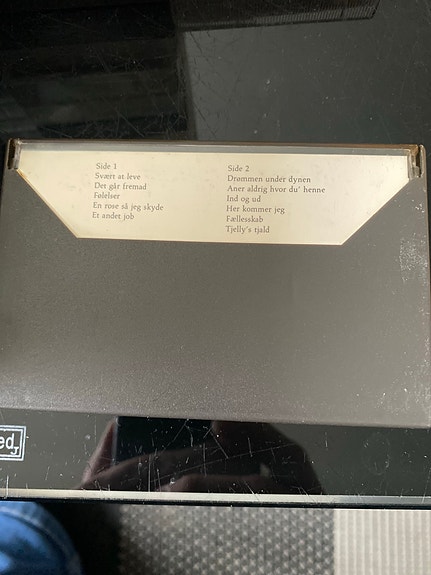 Side 1
Svært at leve
Det går fremad
Følelser
En rose så jeg skyde
Et andet job
Side 2
Drømmen under dynen
Aner aldrig hvor du' henne
Ind og ud
Her kommer jeg
Fællesskab
Tjelly's tjald